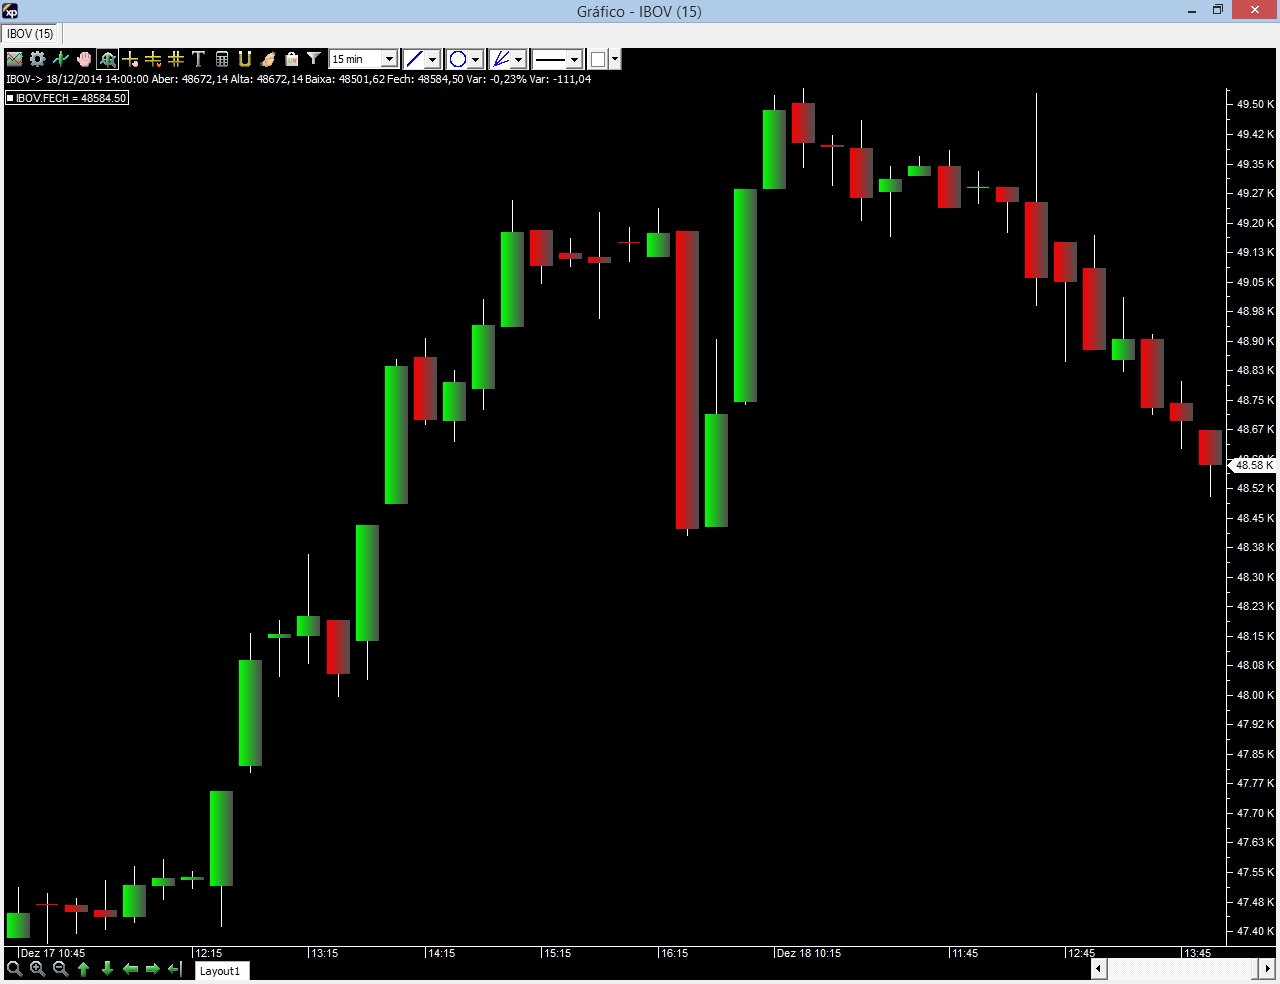 xp
Gráfico - IBOV (15)
IBOV (15)
15 min
IBOV-> 18/12/2014 14:00:00 Aber: 48672,14 Alta: 48672,14 Baixa: 48501,62 Fech: 48584,50 Var: -0,23% Var: -111,04
IBOV.FECH = 48584.50
49.50 K
49.42 K
49.35 K
49.27 K
49.20 K
49.13 K
49.05 K
48.98 K
48.90 K
48.83 K
48.75 K
48.67 K
48.58 K
48.52 K
48.45 K
48.38 K
48.30 K
48.23 K
48.15 K
48.08 K
48.00 K
47.92 K
47.85 K
47.77 K
47.70 K
47.63 K
47.55 K
47.48 K
47.40 K
Dez 17 10:45 12:15 13:15 14:15 15:15 16:15 Dez 18 10:15 11:45 12:45 13:45
Layout1